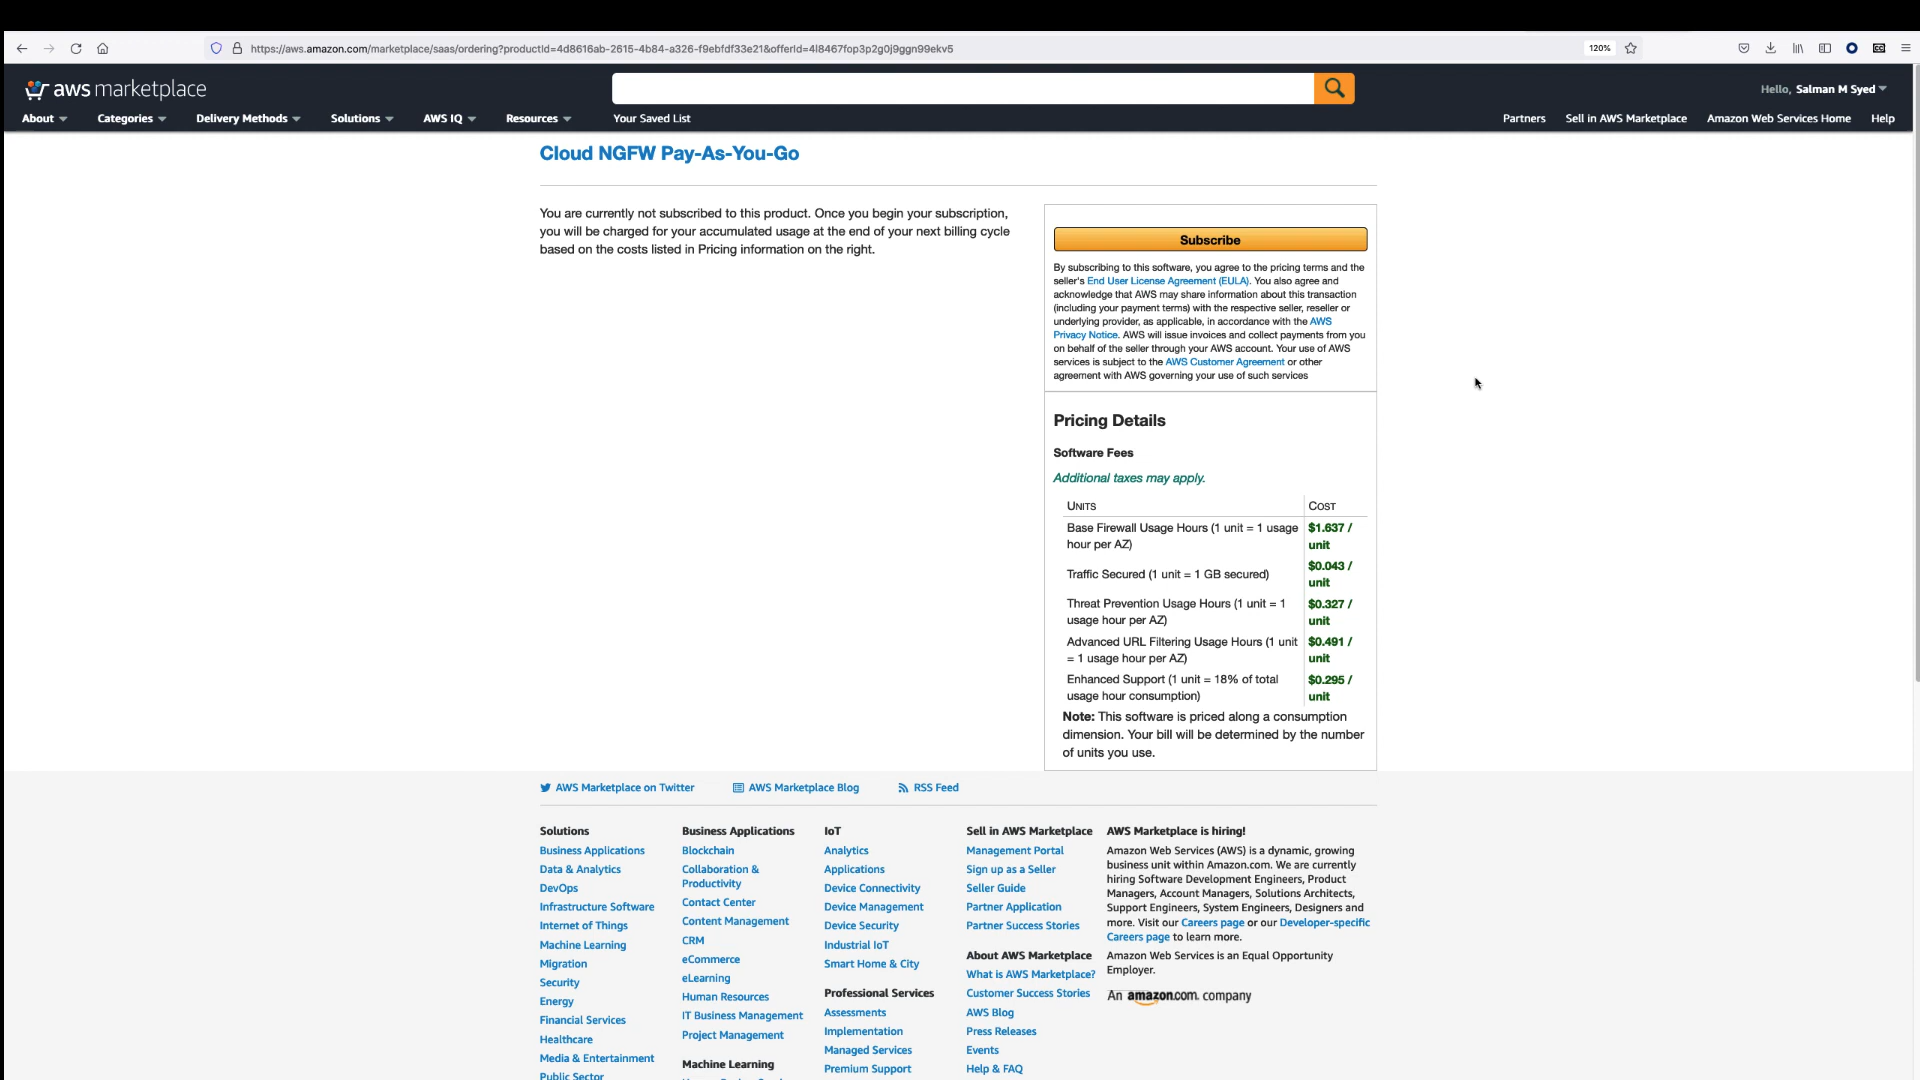 https://aws.amazon.com/marketplace/saas/ordering?productId=4d8616ab-2615-4b84-a326-f9ebfdf33e21&offerId=4l8467fop3p2g0j9ggn99ekv5
120%
aws marketplace
Hello, Salman M Syed
About
Categories
Delivery Methods
Solutions
AWS IQ
Resources
Your Saved List
Partners
Sell in AWS Marketplace
Amazon Web Services Home
Help
Cloud NGFW Pay-As-You-Go
You are currently not subscribed to this product. Once you begin your subscription,
you will be charged for your accumulated usage at the end of your next billing cycle
based on the costs listed in Pricing information on the right.
Subscribe
By subscribing to this software, you agree to the pricing terms and the
seller's End User License Agreement (EULA). You also agree and
acknowledge that AWS may share information about this transaction
(including your payment terms) with the respective seller, reseller or
underlying provider, as applicable, in accordance with the AWS
Privacy Notice. AWS will issue invoices and collect payments from you
on behalf of the seller through your AWS account. Your use of AWS
services is subject to the AWS Customer Agreement or other
agreement with AWS governing your use of such services
Pricing Details
Software Fees
Additional taxes may apply.
UNITS COST
Base Firewall Usage Hours (1 unit = 1 usage $1.637 /
hour per AZ) unit
Traffic Secured (1 unit = 1 GB secured) $0.043 /
unit
Threat Prevention Usage Hours (1 unit = 1 $0.327 /
usage hour per AZ) unit
Advanced URL Filtering Usage Hours (1 unit $0.491 /
= 1 usage hour per AZ) unit
Enhanced Support (1 unit = 18% of total $0.295 /
usage hour consumption) unit
Note: This software is priced along a consumption
dimension. Your bill will be determined by the number
of units you use.
AWS Marketplace on Twitter
AWS Marketplace Blog
RSS Feed
Solutions
Business Applications
Data & Analytics
DevOps
Infrastructure Software
Internet of Things
Machine Learning
Migration
Security
Energy
Financial Services
Healthcare
Media & Entertainment
Public Sector
Business Applications
Blockchain
Collaboration &
Productivity
Contact Center
Content Management
CRM
eCommerce
eLearning
Human Resources
IT Business Management
Project Management
Machine Learning
IoT
Analytics
Applications
Device Connectivity
Device Management
Device Security
Industrial IoT
Smart Home & City
Professional Services
Assessments
Implementation
Managed Services
Premium Support
Sell in AWS Marketplace
Management Portal
Sign up as a Seller
Seller Guide
Partner Application
Partner Success Stories
About AWS Marketplace
What is AWS Marketplace?
Customer Success Stories
AWS Blog
Press Releases
Events
Help & FAQ
AWS Marketplace is hiring!
Amazon Web Services (AWS) is a dynamic, growing
business unit within Amazon.com. We are currently
hiring Software Development Engineers, Product
Managers, Account Managers, Solutions Architects,
Support Engineers, System Engineers, Designers and
more. Visit our Careers page or our Developer-specific
Careers page to learn more.
Amazon Web Services is an Equal Opportunity
Employer.
An amazon.com. company